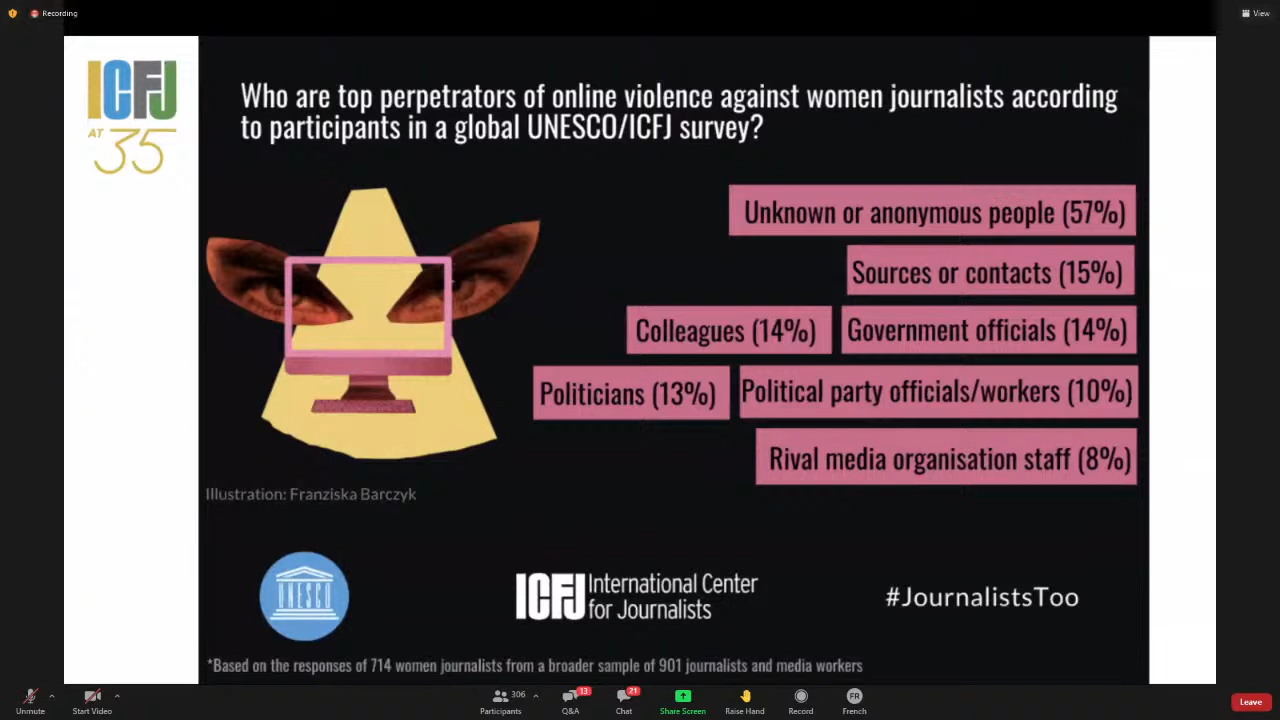 Recording
View
ICFJ
AT 35
Who are top perpetrators of online violence against women journalists according
to participants in a global UNESCO/ICFJ survey?
Unknown or anonymous people (57%)
Sources or contacts (15%)
Colleagues (14%)
Government officials (14%)
Politicians (13%)
Political party officials/workers (10%)
Rival media organisation staff (8%)
Illustration: Franziska Barczyk
UNESCO
ICFJ
International Center
for Journalists
#JournalistsToo
*Based on the responses of 714 women journalists from a broader sample of 901 journalists and media workers
306
13
21
FR
Unmute
Start Video
Participants
Q&A
Chat
Share Screen
Raise Hand
Record
French
Leave